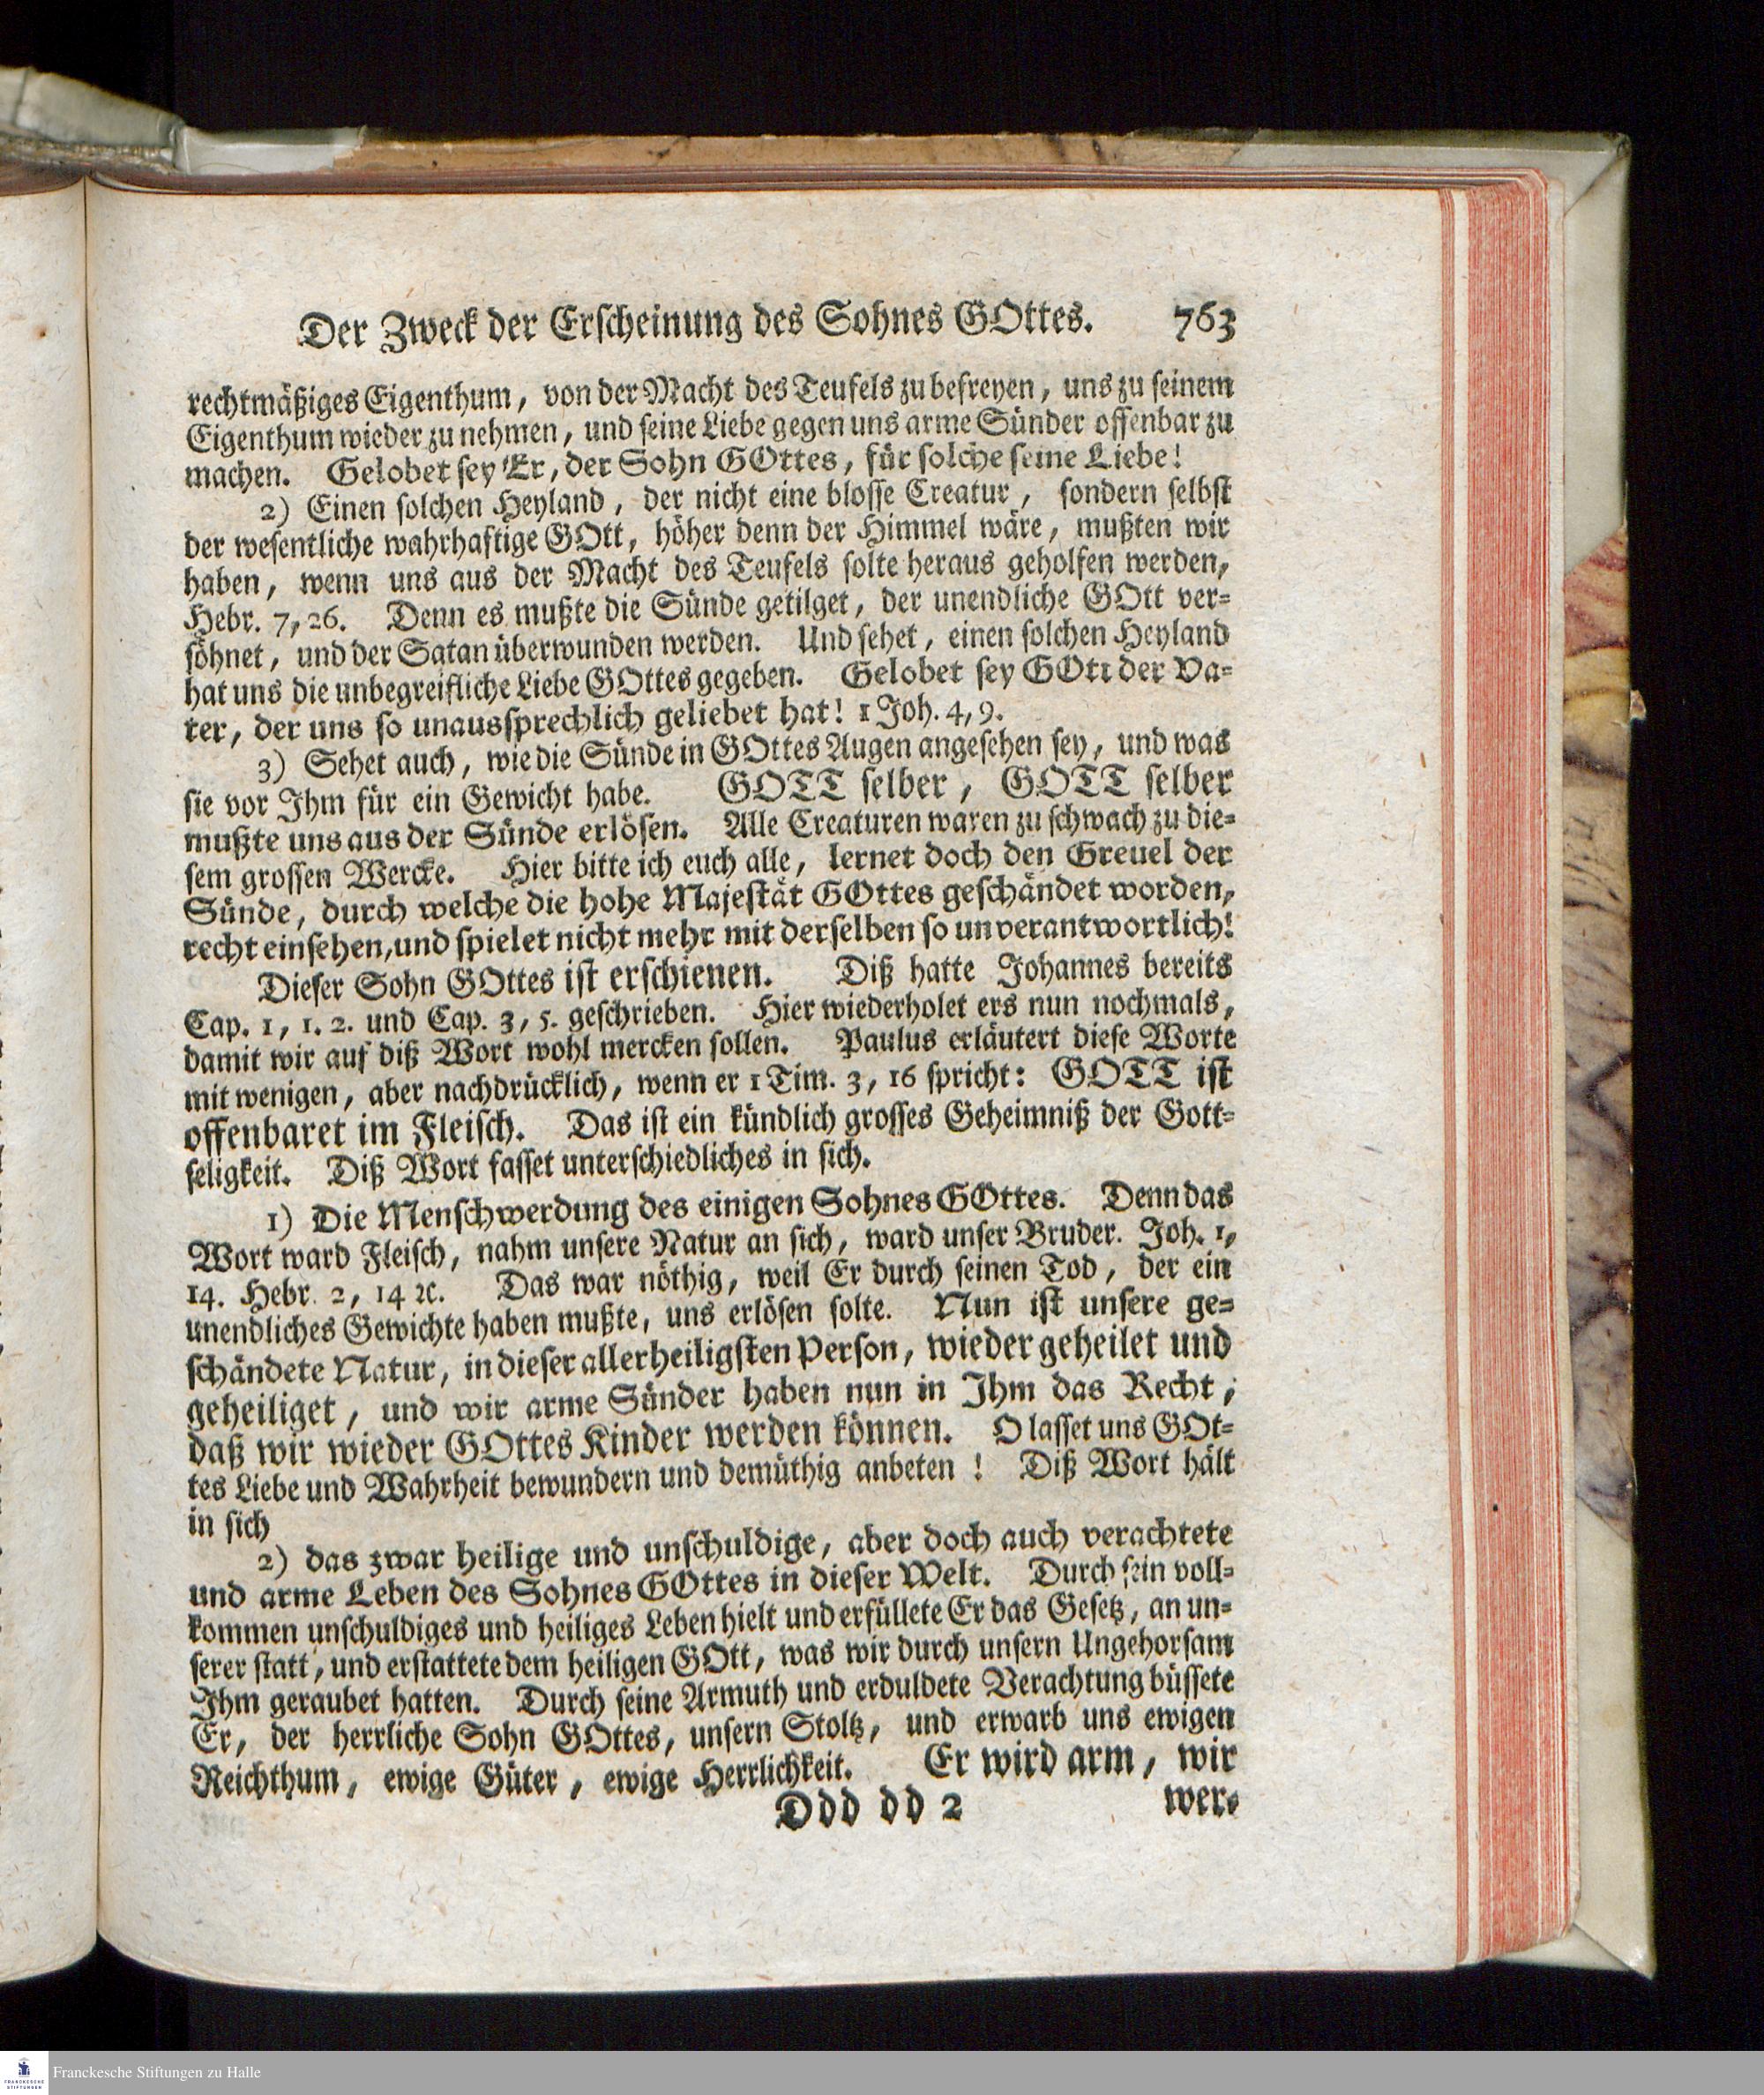 Der Zweck der Erscheinung des Sohnes GOttes. 763
rechtmäßiges Eigenthum, von der Macht des Teufels zu befreyen, uns zu seinem
Eigenthum wieder zu nehmen, und seine Liebe gegen uns arme Sünder offenbar zu
machen. Gelobet sey Er, der Sohn GOttes, für solche seine Liebe!
2) Einen solchen Heyland, der nicht eine blosse Creatur, sondern selbst
der wesentliche wahrhaftige GOtt, höher denn der Himmel wäre, mußten wir
haben, wenn uns aus der Macht des Teufels solte heraus geholfen werden,
Hebr. 7, 26. Denn es mußte die Sünde getilget, der unendliche GOtt ver=
söhnet, und der Satan überwunden werden. Und sehet, einen solchen Heyland
hat uns die unbegreifliche Liebe GOttes gegeben. Gelobet sey GOtt der Va=
ter, der uns so unaussprechlich geliebet hat! 1 Joh. 4, 9.
3) Sehet auch, wie die Sünde in GOttes Augen angesehen sey, und was
sie vor Ihm für ein Gewicht habe. GOTT selber, GOTT selber
mußte uns aus der Sünde erlösen. Alle Creaturen waren zu schwach zu die=
sem grossen Wercke. Hier bitte ich euch alle, lernet doch den Greuel der
Sünde, durch welche die hohe Majestät GOttes geschändet worden,
recht einsehen, und spielet nicht mehr mit derselben so unverantwortlich!
Dieser Sohn GOttes ist erschienen. Diß hatte Johannes bereits
Cap. 1, 1. 2. und Cap. 3, 5. geschrieben. Hier wiederholet ers nun nochmals,
damit wir auf diß Wort wohl mercken sollen. Paulus erläutert diese Worte
mit wenigen, aber nachdrücklich, wenn er 1 Tim. 3, 16 spricht: GOTT ist
offenbaret im Fleisch. Das ist ein kündlich grosses Geheimniß der Gott=
seligkeit. Diß Wort fasset unterschiedliches in sich.
1) Die Menschwerdung des einigen Sohnes GOttes. Denn das
Wort ward Fleisch, nahm unsere Natur an sich, ward unser Bruder. Joh. 1,
14. Hebr. 2, 14 ꝛc. Das war nöthig, weil Er durch seinen Tod, der ein
unendliches Gewichte haben mußte, uns erlösen solte. Nun ist unsere ge=
schändete Natur, in dieser allerheiligsten Person, wieder geheilet und
geheiliget, und wir arme Sünder haben nun in Ihm das Recht,
daß wir wieder GOttes Kinder werden können. O lasset uns GOt=
tes Liebe und Wahrheit bewundern und demüthig anbeten! Diß Wort hält
in sich
2) das zwar heilige und unschuldige, aber doch auch verachtete
und arme Leben des Sohnes GOttes in dieser Welt. Durch sein voll=
kommen unschuldiges und heiliges Leben hielt und erfüllete Er das Gesetz, an un=
serer statt, und erstattete dem heiligen GOtt, was wir durch unsern Ungehorsam
Ihm geraubet hatten. Durch seine Armuth und erduldete Verachtung büssete
Er, der herrliche Sohn GOttes, unsern Stoltz, und erwarb uns ewigen
Reichthum, ewige Güter, ewige Herrlichkeit. Er wird arm, wir
Ddd dd 2 wer=
Franckesche Stiftungen zu Halle
FRANCKESCHE
STIFTUNGEN